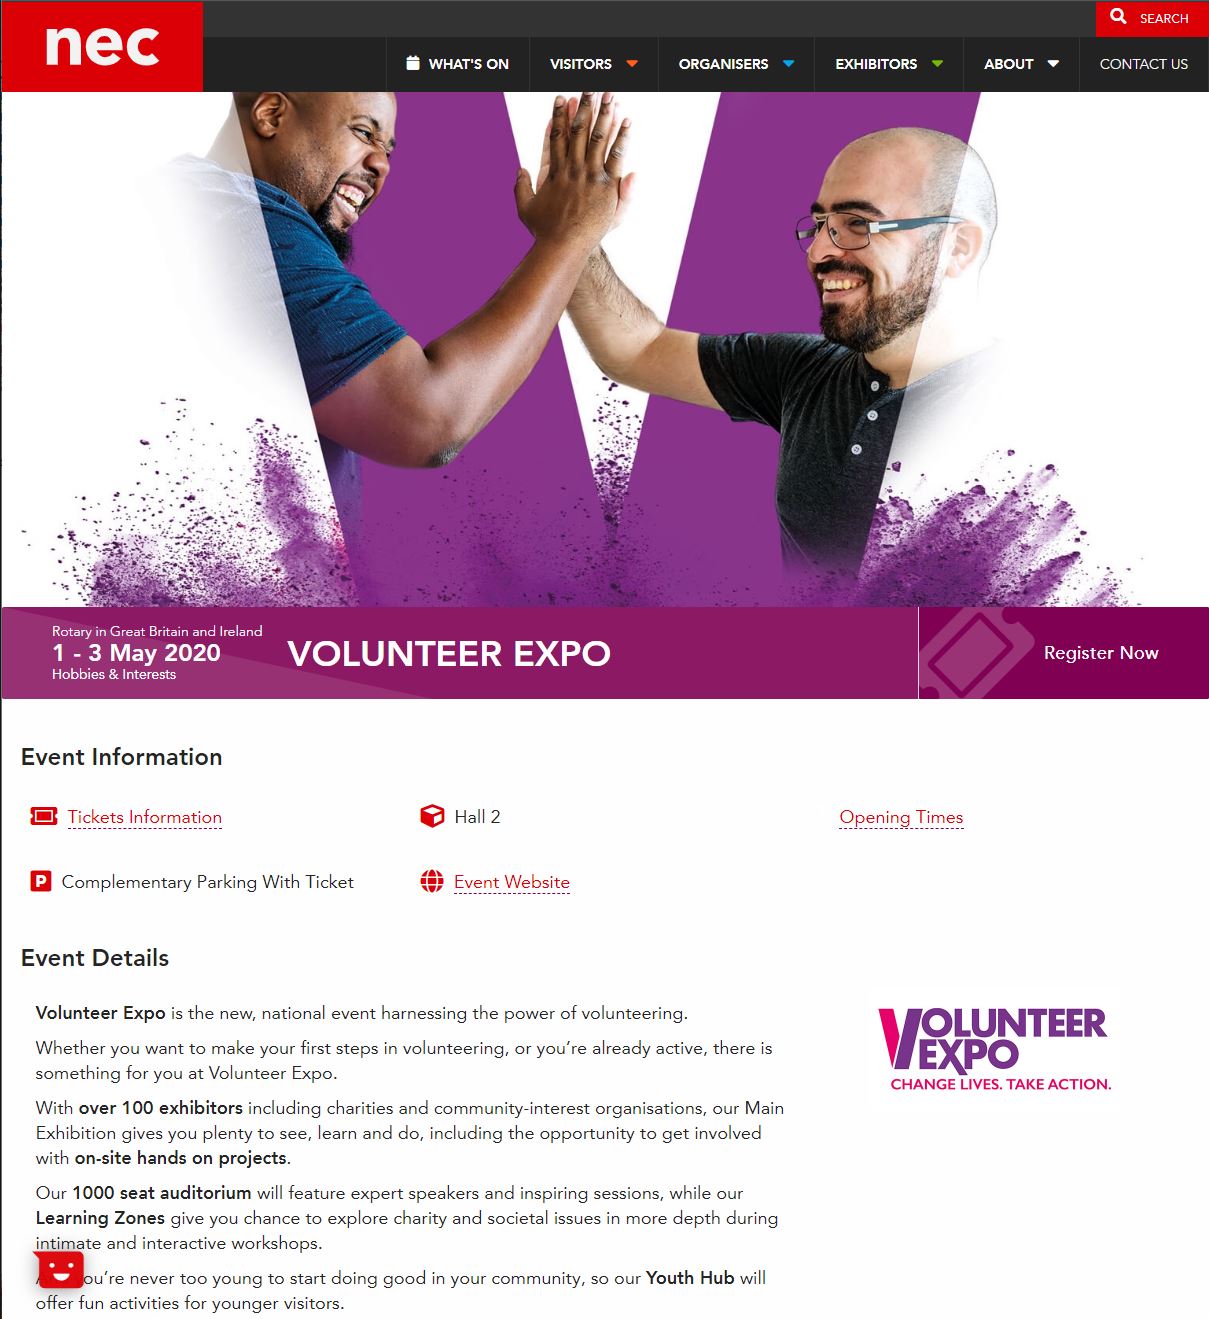 nec
SEARCH
WHAT'S ON
VISITORS
ORGANISERS
EXHIBITORS
ABOUT
CONTACT US
Rotary in Great Britain and Ireland
1 - 3 May 2020
Hobbies & Interests
VOLUNTEER EXPO
Register Now
Event Information
Tickets Information
Hall 2
Opening Times
P
Complementary Parking With Ticket
Event Website
Event Details
Volunteer Expo is the new, national event harnessing the power of volunteering.
Whether you want to make your first steps in volunteering, or you're already active, there is
something for you at Volunteer Expo.
With over 100 exhibitors including charities and community-interest organisations, our Main
Exhibition gives you plenty to see, learn and do, including the opportunity to get involved
with on-site hands on projects.
Our 1000 seat auditorium will feature expert speakers and inspiring sessions, while our
Learning Zones give you chance to explore charity and societal issues in more depth during
intimate and interactive workshops.
you're never too young to start doing good in your community, so our Youth Hub will
offer fun activities for younger visitors.
VOLUNTEER
EXPO
CHANGE LIVES. TAKE ACTION.